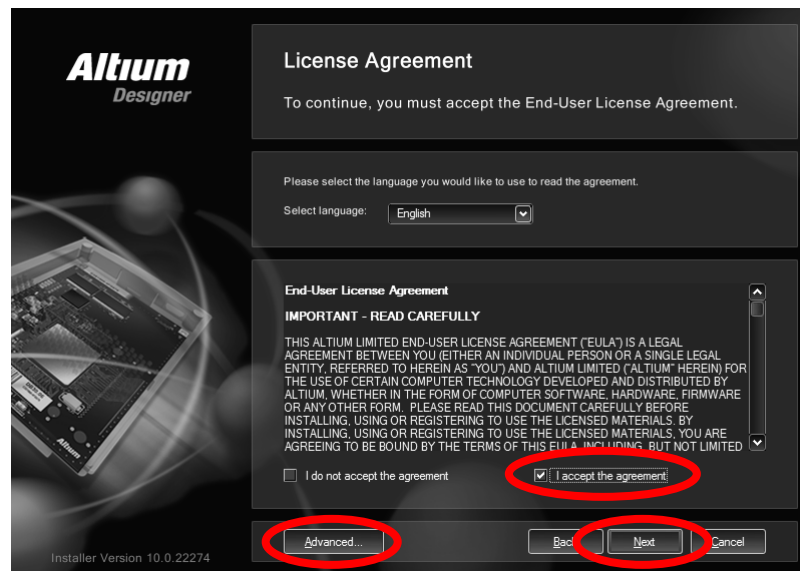 Altium
Designer
License Agreement
To continue, you must accept the End-User License Agreement.
Please select the language you would like to use to read the agreement.
Select language:
English
End-User License Agreement
IMPORTANT - READ CAREFULLY
THIS ALTIUM LIMITED END-USER LICENSE AGREEMENT ("EULA") IS A LEGAL
AGREEMENT BETWEEN YOU (EITHER AN INDIVIDUAL PERSON OR A SINGLE LEGAL
ENTITY, REFERRED TO HEREIN AS "YOU") AND ALTIUM LIMITED ("ALTIUM" HEREIN) FOR
THE USE OF CERTAIN COMPUTER TECHNOLOGY DEVELOPED AND DISTRIBUTED BY
ALTIUM, WHETHER IN THE FORM OF COMPUTER SOFTWARE, HARDWARE, FIRMWARE
OR ANY OTHER FORM. PLEASE READ THIS DOCUMENT CAREFULLY BEFORE
INSTALLING, USING OR REGISTERING TO USE THE LICENSED MATERIALS. BY
INSTALLING, USING OR REGISTERING TO USE THE LICENSED MATERIALS, YOU ARE
AGREEING TO BE BOUND BY THE TERMS OF THIS EULA, INCLUDING, BUT NOT LIMITED
I do not accept the agreement
I accept the agreement
Altium
Advanced...
Back
Next
Cancel
Installer Version 10.0.22274